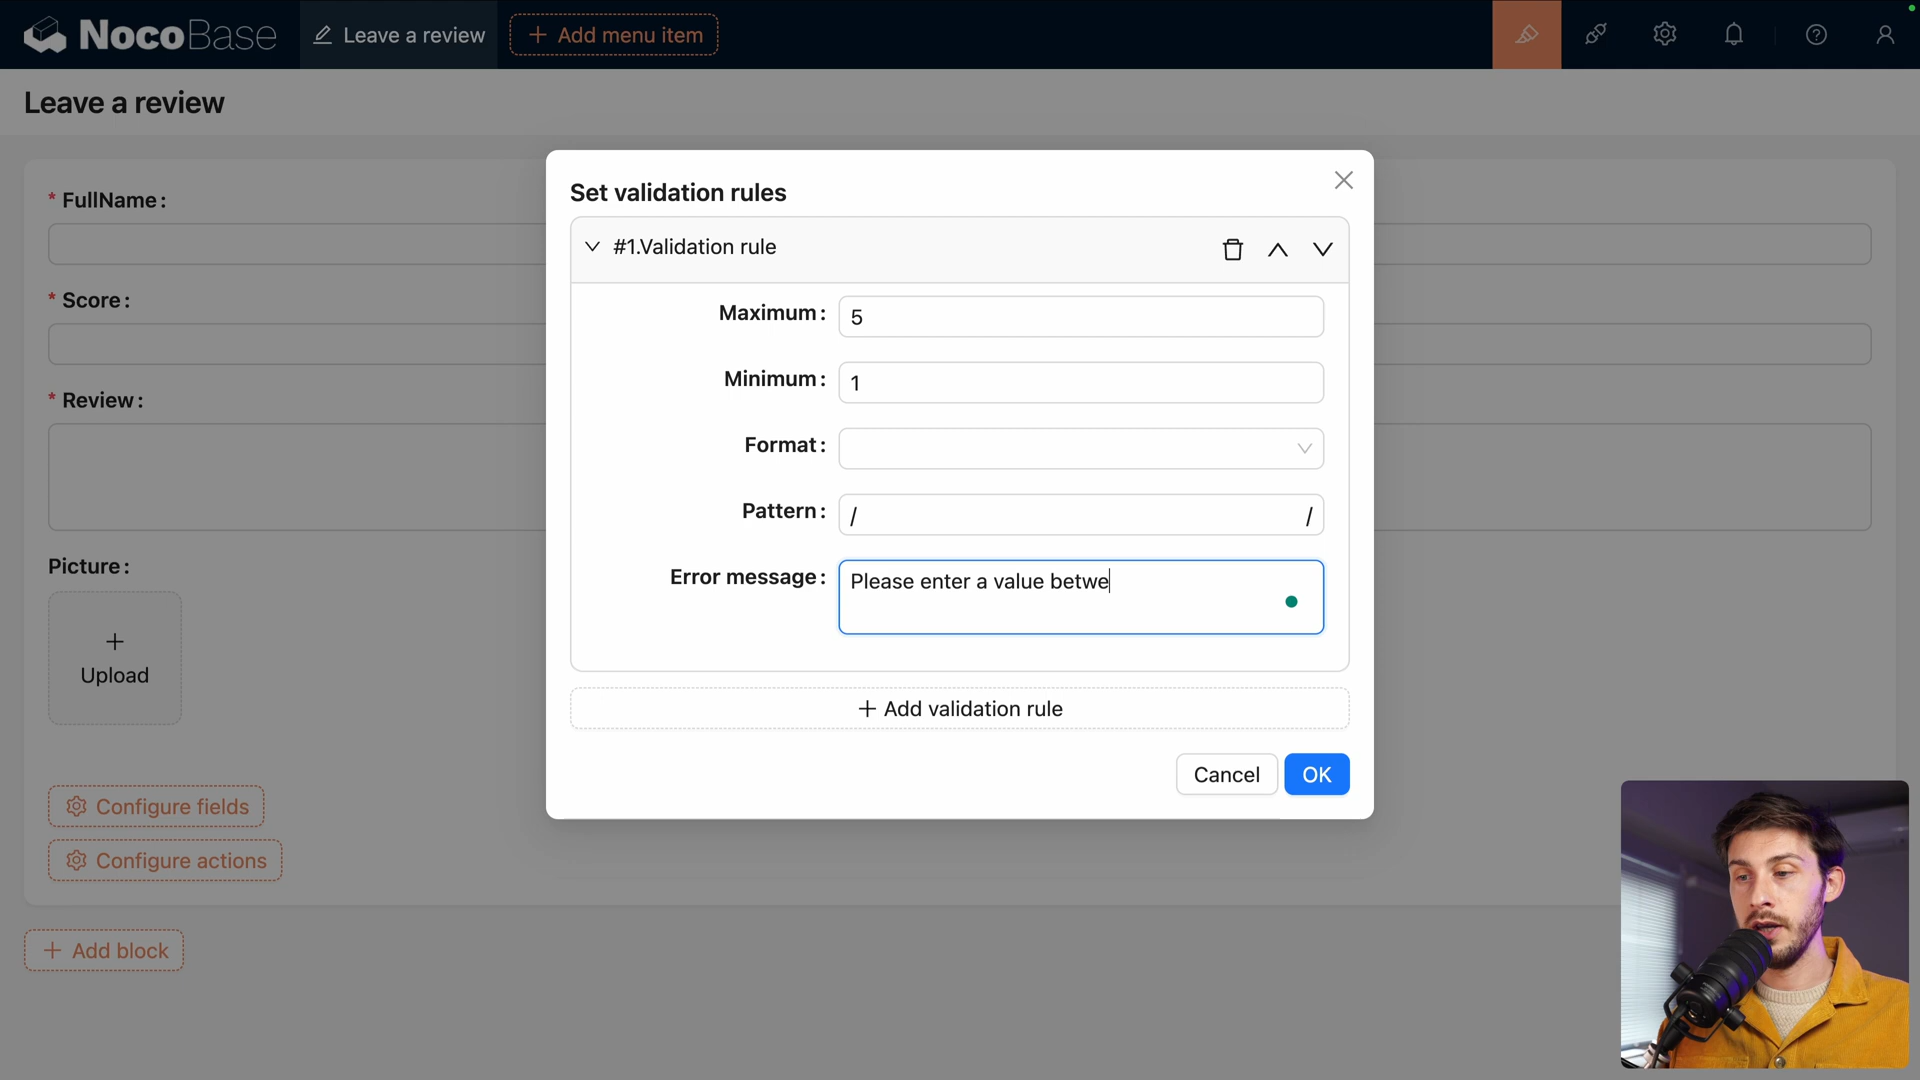 NocoBase
Leave a review
Add menu item
Leave a review
* FullName :
* Score :
* Review :
Picture :
Upload
Configure fields
Configure actions
Add block
Set validation rules
#1.Validation rule
Maximum : 5
Minimum : 1
Format :
Pattern : / /
Error message : Please enter a value betwe
Add validation rule
Cancel OK